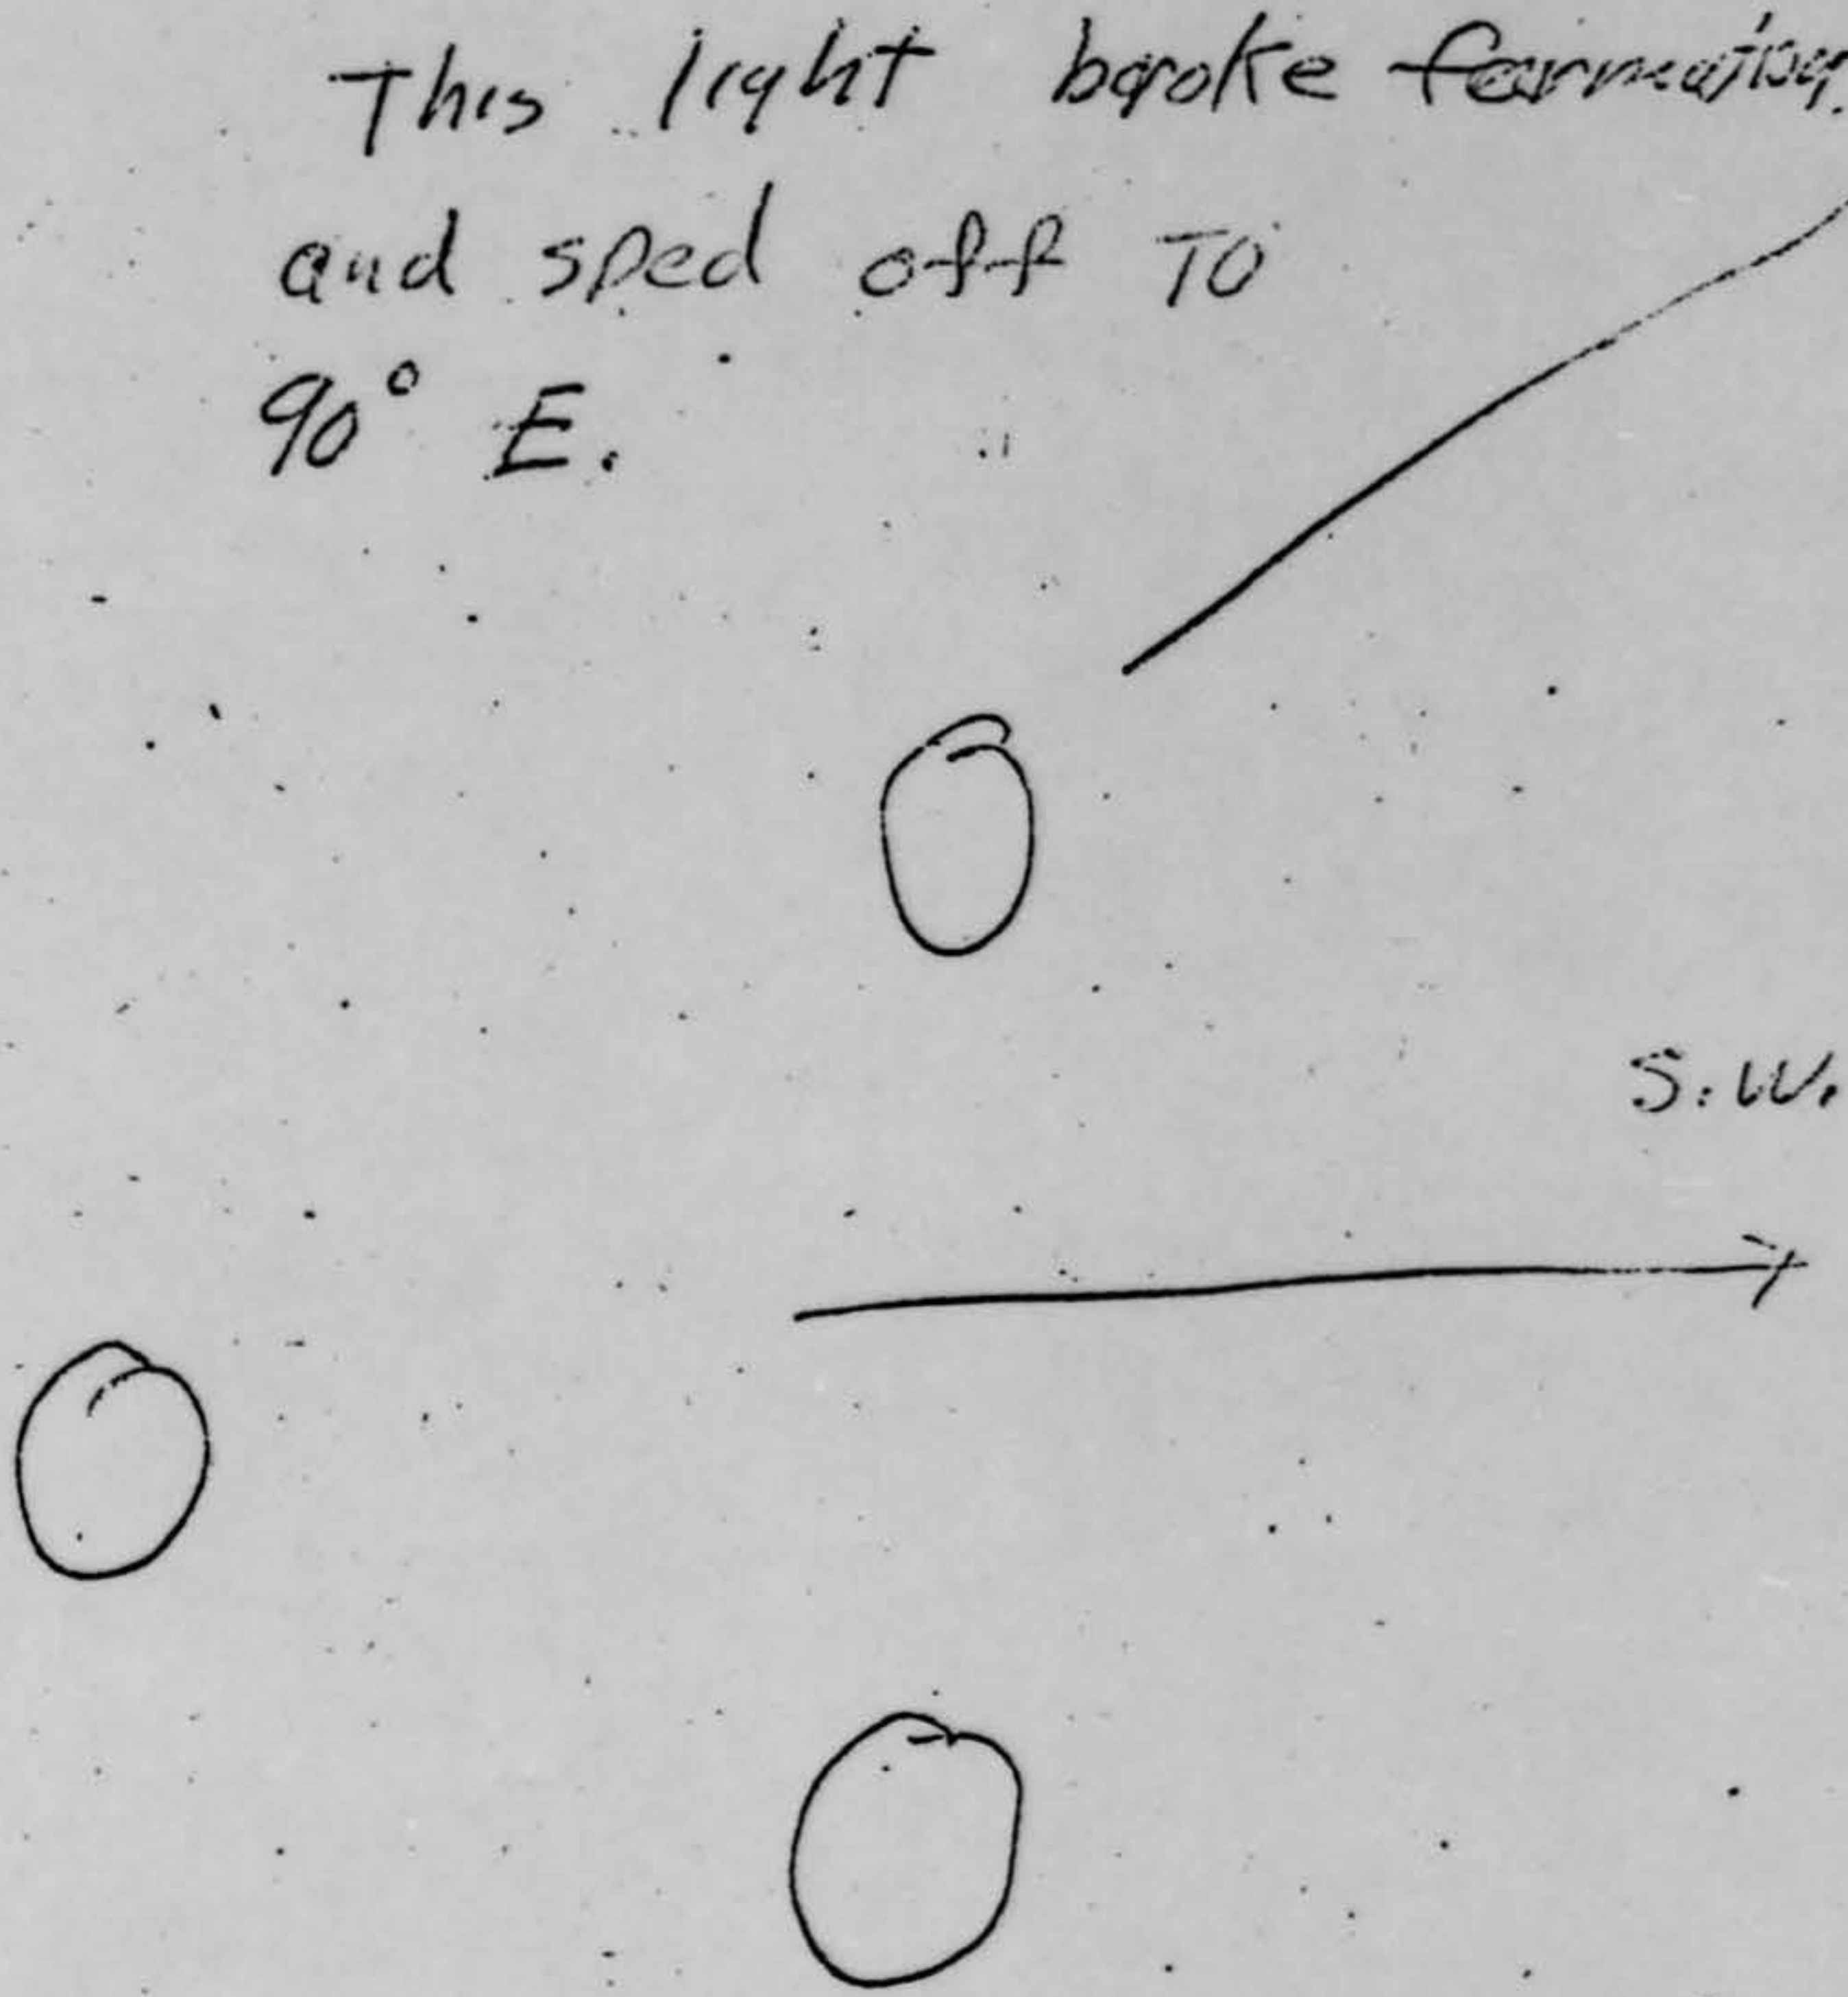 This light broke formation
and sped off TO
90° E.
S.W.